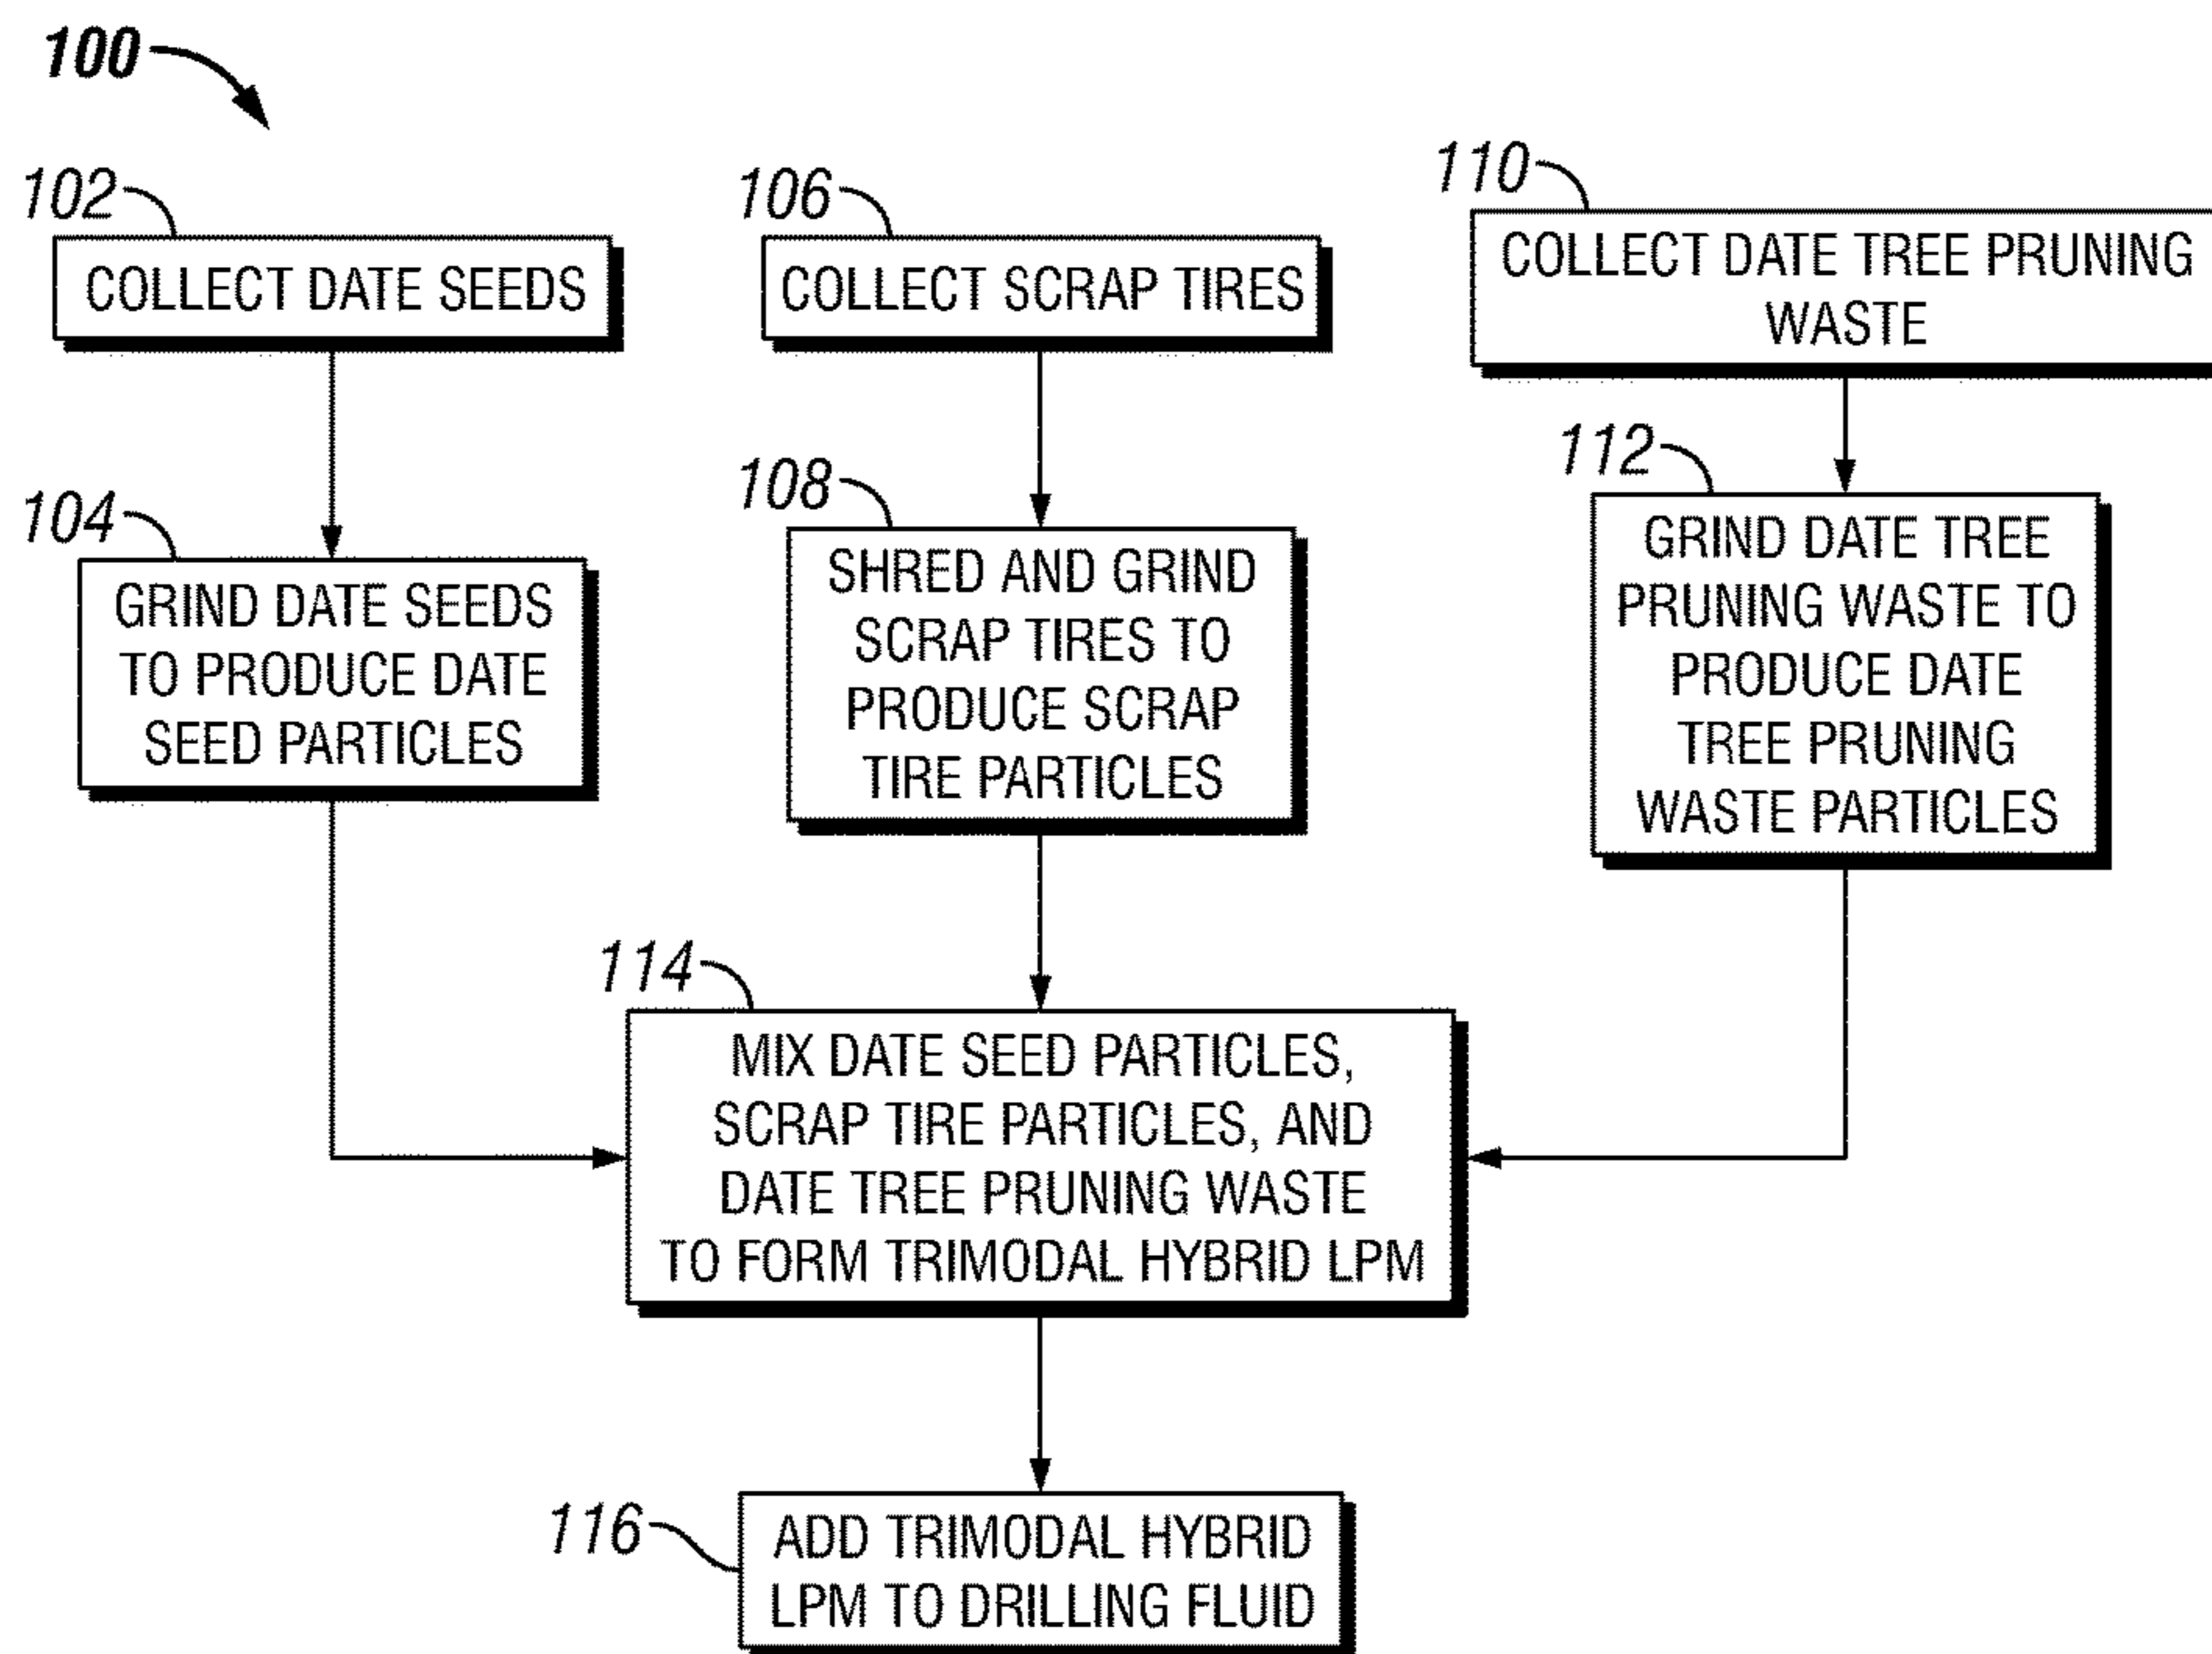 100
102
COLLECT DATE SEEDS
106
COLLECT SCRAP TIRES
110
COLLECT DATE TREE PRUNING
WASTE
104
GRIND DATE SEEDS
TO PRODUCE DATE
SEED PARTICLES
108
SHRED AND GRIND
SCRAP TIRES TO
PRODUCE SCRAP
TIRE PARTICLES
112
GRIND DATE TREE
PRUNING WASTE TO
PRODUCE DATE
TREE PRUNING
WASTE PARTICLES
114
MIX DATE SEED PARTICLES,
SCRAP TIRE PARTICLES, AND
DATE TREE PRUNING WASTE
TO FORM TRIMODAL HYBRID LPM
116
ADD TRIMODAL HYBRID
LPM TO DRILLING FLUID